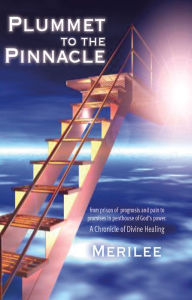 PLUMMET
TO THE
PINNACLE
from prison of prognosis and pain to
promises in penthouse of God's power.
A Chronicle of Divine Healing
MERILEE